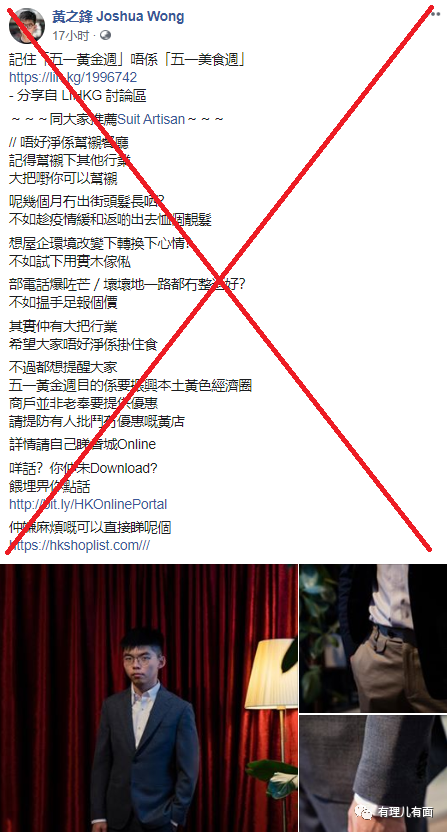 黃之鋒 Joshua Wong
17小時
記住「五一黃金週」唔係「五一美食週」
https://lih.kg/1996742
- 分享自 LIHKG 討論區
～～～同大家推薦Suit Artisan～～～
// 唔好淨係幫襯餐廳
記得幫襯下其他行業
大把嘢你可以幫襯
呢幾個月冇出街頭髮長晒?
不如趁疫情緩和返啲出去恤個靚髮
想屋企環境改變下轉換下心情?
不如試下用實木傢俬
部電話爆咗芒 / 壞壞地一路都冇整返好?
不如搵手足報個價
其實仲有大把行業
希望大家唔好淨係掛住食
不過都想提醒大家
五一黃金週目的係要振興本土黃色經濟圈
商戶並非老奉要提供優惠
請提防有人批鬥冇優惠嘅黃店
詳情請自己睇
Online
咩話? 你仲未Download?
餵埋畀你點話
http://bit.ly/HKOnlinePortal
仲嫌麻煩嘅可以直接睇呢個
https://hkshoplist.com///
有理儿有面